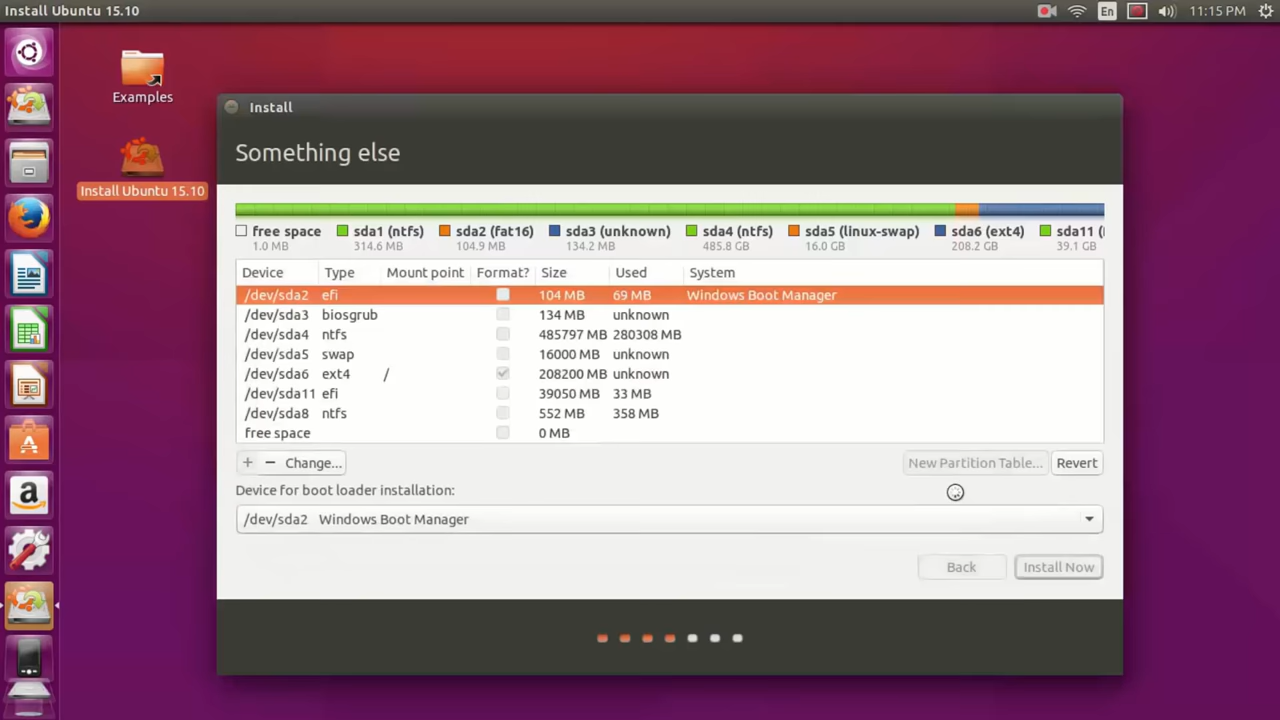 Install Ubuntu 15.10
En
11:15 PM
Examples
Install Ubuntu 15.10
Install
Something else
free space
1.0 MB
sda1 (ntfs)
314.6 MB
sda2 (fat16)
104.9 MB
sda3 (unknown)
134.2 MB
sda4 (ntfs)
485.8 GB
sda5 (linux-swap)
16.0 GB
sda6 (ext4)
208.2 GB
sda11 (
39.1 GB
Device Type Mount point Format? Size Used System
/dev/sda2 efi 104 MB 69 MB Windows Boot Manager
/dev/sda3 biosgrub 134 MB unknown
/dev/sda4 ntfs 485797 MB 280308 MB
/dev/sda5 swap 16000 MB unknown
/dev/sda6 ext4 / 208200 MB unknown
/dev/sda11 efi 39050 MB 33 MB
/dev/sda8 ntfs 552 MB 358 MB
free space 0 MB
+ − Change...
New Partition Table... Revert
Device for boot loader installation:
/dev/sda2 Windows Boot Manager
Back Install Now